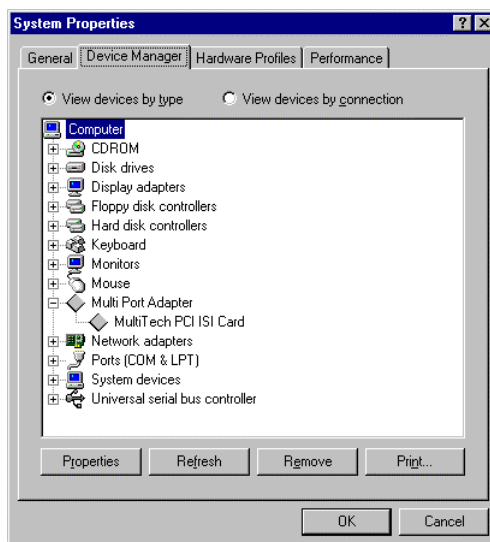 System Properties
General Device Manager Hardware Profiles Performance
View devices by type View devices by connection
Computer
CDROM
Disk drives
Display adapters
Floppy disk controllers
Hard disk controllers
Keyboard
Monitors
Mouse
Multi Port Adapter
MultiTech PCI ISI Card
Network adapters
Ports (COM & LPT)
System devices
Universal serial bus controller
Properties Refresh Remove Print...
OK Cancel